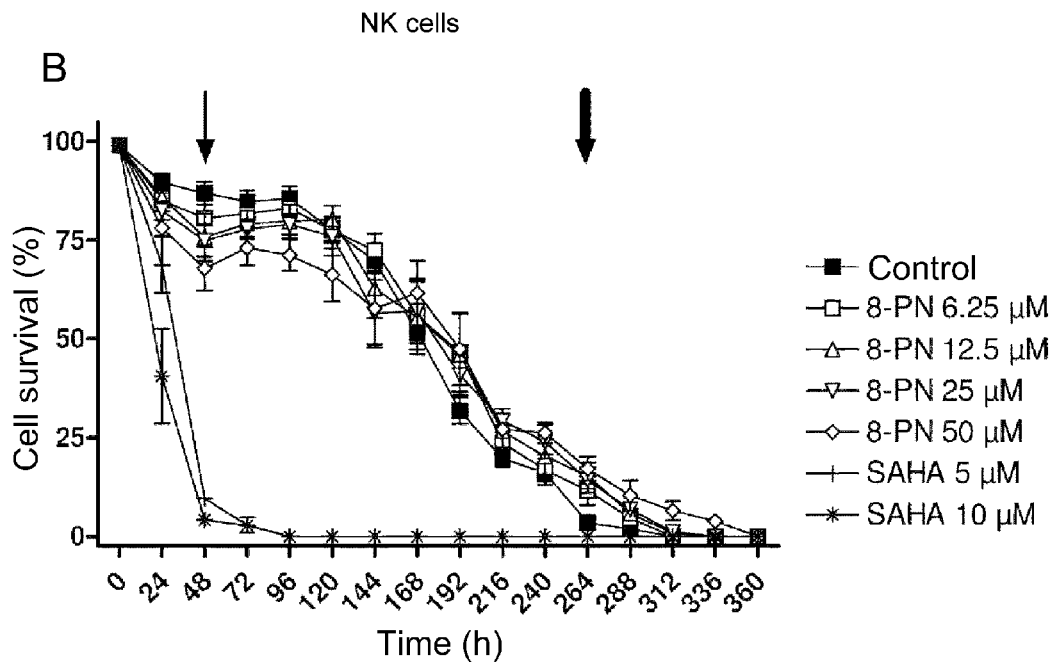 NK cells
B
100
75
50
25
0
Cell survival (%)
0 24 48 72 96 120 144 168 192 216 240 264 288 312 336 360
Time (h)
Control
8-PN 6.25 µM
8-PN 12.5 µM
8-PN 25 µM
8-PN 50 µM
SAHA 5 µM
SAHA 10 µM